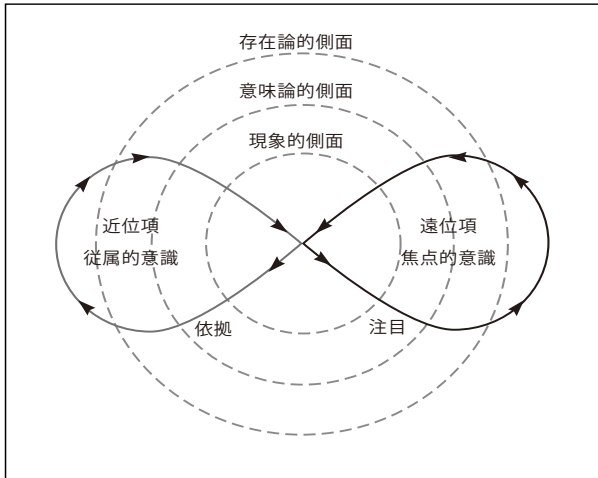 存在論的側面
意味論的側面
現象的側面
近位項
従属的意識
遠位項
焦点的意識
依拠
注目